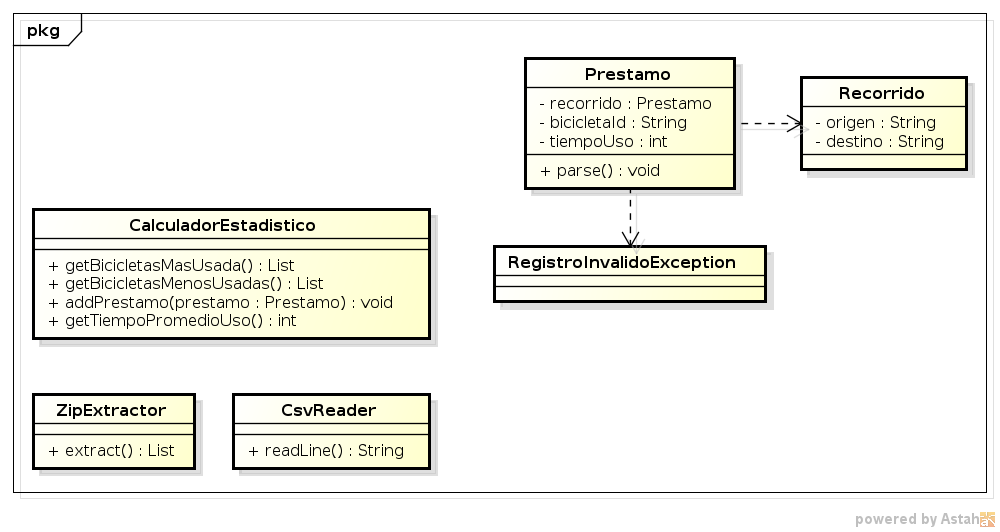 pkg
Prestamo
- recorrido : Prestamo
- bicicletaId : String
- tiempoUso : int
+ parse() : void
Recorrido
- origen : String
- destino : String
RegistroInvalidoException
CalculadorEstadistico
+ getBicicletasMasUsada() : List
+ getBicicletasMenosUsadas() : List
+ addPrestamo(prestamo : Prestamo) : void
+ getTiempoPromedioUso() : int
ZipExtractor
+ extract() : List
CsvReader
+ readLine() : String
powered by Astah